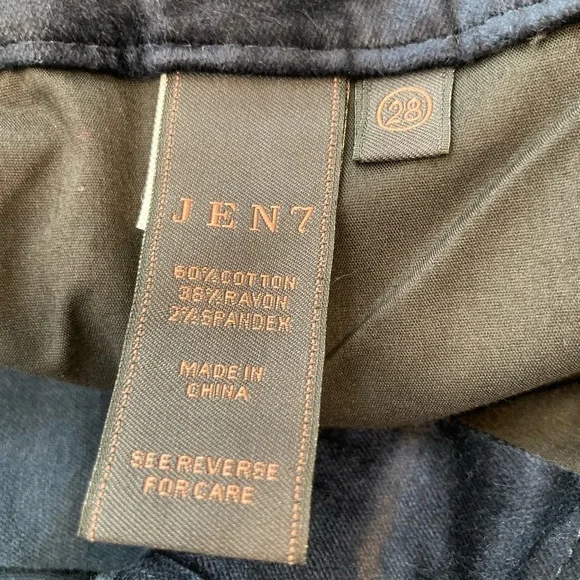 28
JEN7
60%COTTON
38%RAYON
2%SPANDEX
MADE IN
CHINA
SEE REVERSE
FOR CARE